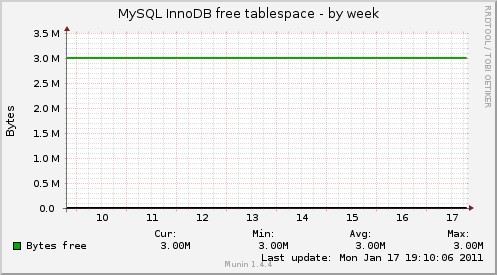 MySQL InnoDB free tablespace - by week
RRDTOOL / TOBI OETIKER
Bytes
3.5 M
3.0 M
2.5 M
2.0 M
1.5 M
1.0 M
0.5 M
0.0
10 11 12 13 14 15 16 17
Cur: Min: Avg: Max:
Bytes free 3.00M 3.00M 3.00M 3.00M
Last update: Mon Jan 17 19:10:06 2011
Munin 1.4.4